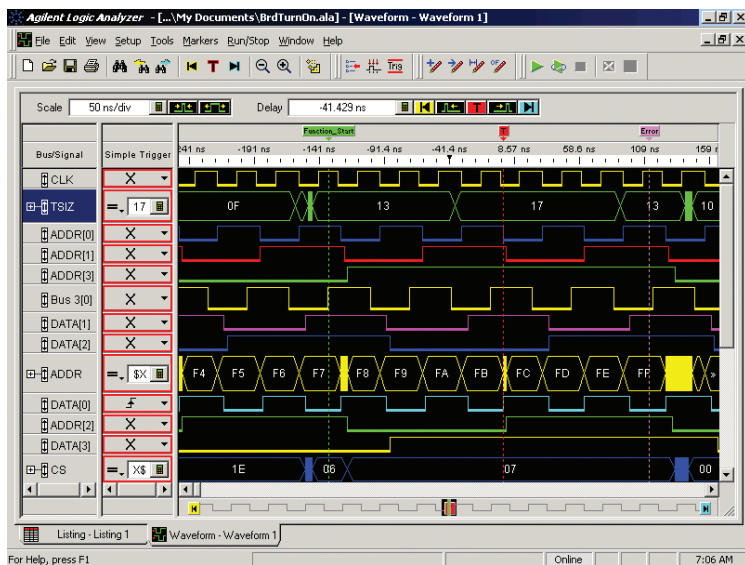 Agilent Logic Analyzer - [...\My Documents\BrdTurnOn.ala] - [Waveform - Waveform 1]
File Edit View Setup Tools Markers Run/Stop Window Help
T Trig
Scale 50 ns/div Delay -41.429 ns T
Function_Start T Error
Bus/Signal Simple Trigger 241 ns -191 ns -141 ns -91.4 ns -41.4 ns 8.57 ns 58.6 ns 109 ns 159 r
CLK X
TSIZ = 17 0F 13 17 13 10
ADDR[0] X
ADDR[1] X
ADDR[3] X
Bus 3[0] X
DATA[1] X
DATA[2] X
ADDR = $X F4 F5 F6 F7 F8 F9 FA FB FC FD FE FF »
DATA[0]
ADDR[2] X
DATA[3] X
CS = X$ 1E 06 07 00
Listing - Listing 1 Waveform - Waveform 1
For Help, press F1 Online 7:06 AM